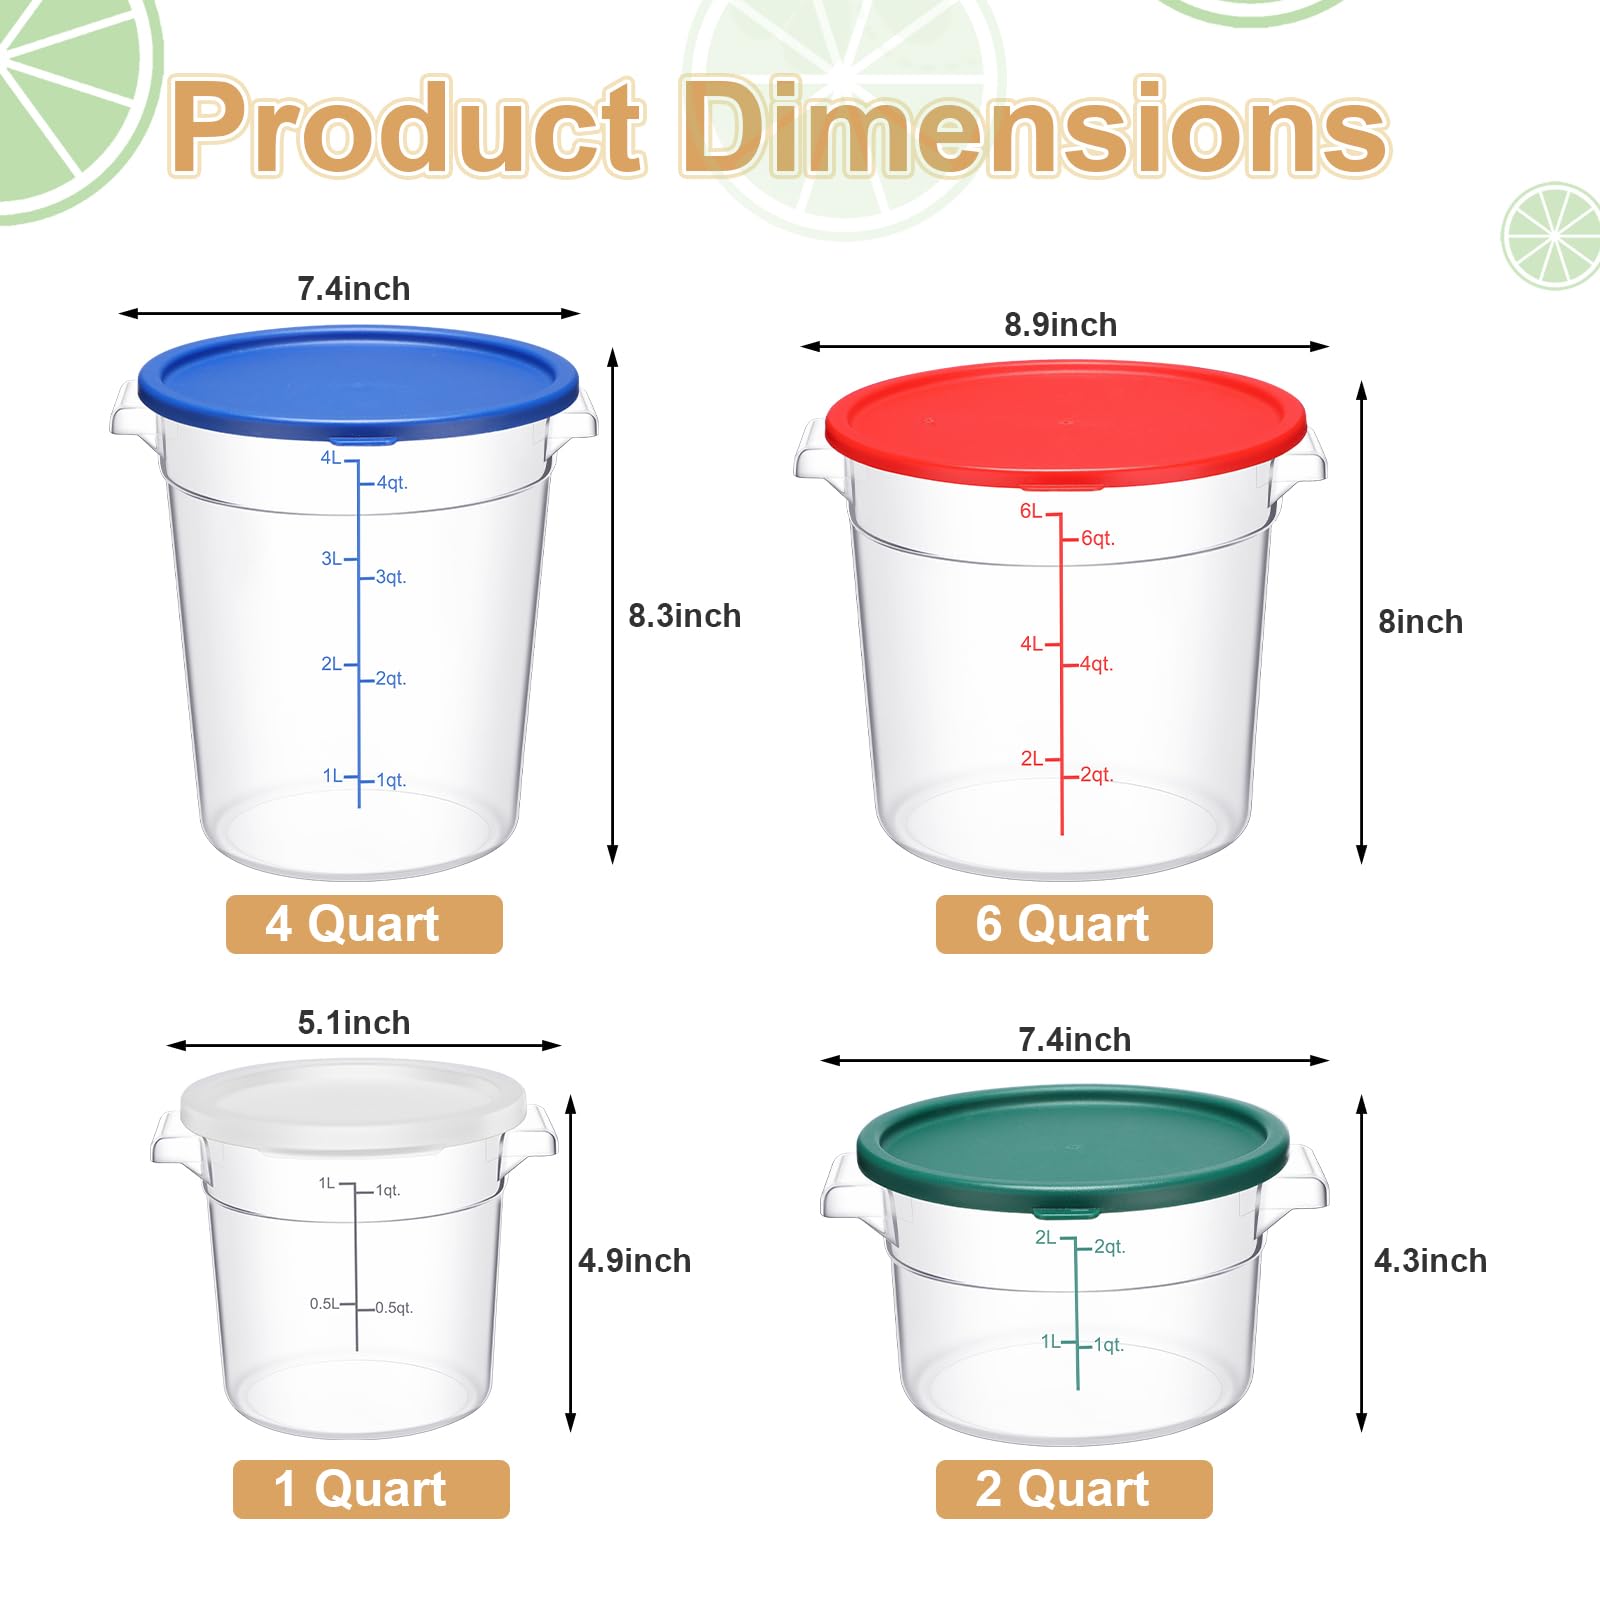 Product Dimensions
7.4inch
4L
4qt.
3L
3qt.
8.3inch
2L
2qt.
1L
1qt.
4 Quart
8.9inch
6L
6qt.
8inch
4L
4qt.
2L
2qt.
6 Quart
5.1inch
1L
1qt.
4.9inch
0.5L
0.5qt.
1 Quart
7.4inch
2L
2qt.
4.3inch
1L
1qt.
2 Quart